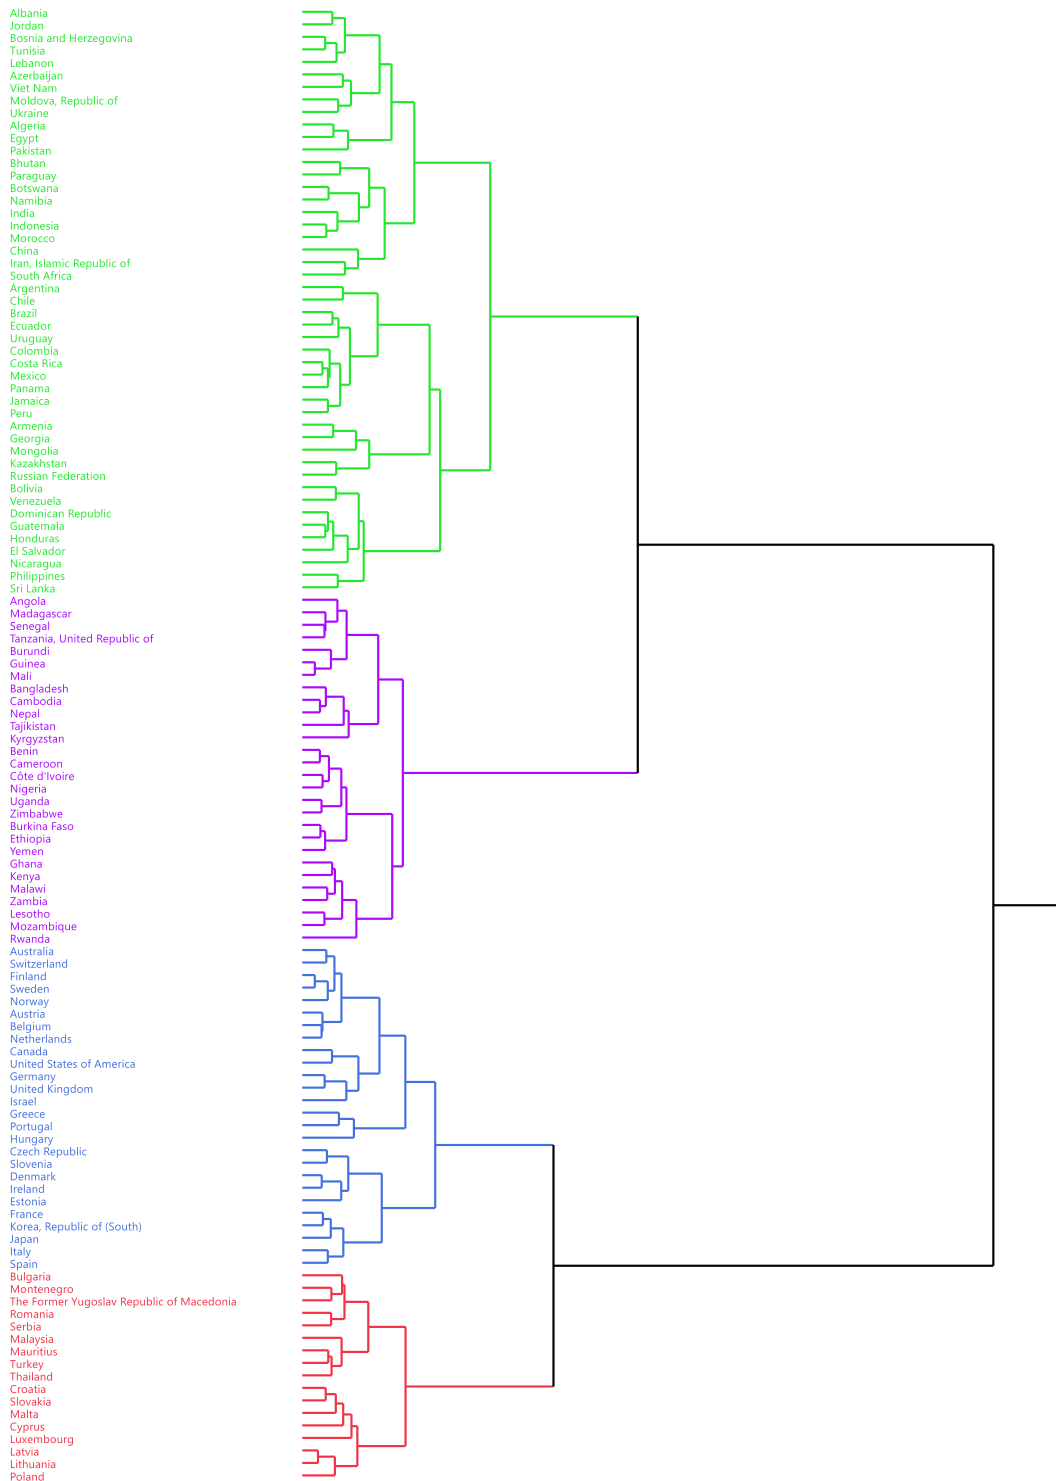 Albania
Jordan
Bosnia and Herzegovina
Tunisia
Lebanon
Azerbaijan
Viet Nam
Moldova, Republic of
Ukraine
Algeria
Egypt
Pakistan
Bhutan
Paraguay
Botswana
Namibia
India
Indonesia
Morocco
China
Iran, Islamic Republic of
South Africa
Argentina
Chile
Brazil
Ecuador
Uruguay
Colombia
Costa Rica
Mexico
Panama
Jamaica
Peru
Armenia
Georgia
Mongolia
Kazakhstan
Russian Federation
Bolivia
Venezuela
Dominican Republic
Guatemala
Honduras
El Salvador
Nicaragua
Philippines
Sri Lanka
Angola
Madagascar
Senegal
Tanzania, United Republic of
Burundi
Guinea
Mali
Bangladesh
Cambodia
Nepal
Tajikistan
Kyrgyzstan
Benin
Cameroon
Côte d'Ivoire
Nigeria
Uganda
Zimbabwe
Burkina Faso
Ethiopia
Yemen
Ghana
Kenya
Malawi
Zambia
Lesotho
Mozambique
Rwanda
Australia
Switzerland
Finland
Sweden
Norway
Austria
Belgium
Netherlands
Canada
United States of America
Germany
United Kingdom
Israel
Greece
Portugal
Hungary
Czech Republic
Slovenia
Denmark
Ireland
Estonia
France
Korea, Republic of (South)
Japan
Italy
Spain
Bulgaria
Montenegro
The Former Yugoslav Republic of Macedonia
Romania
Serbia
Malaysia
Mauritius
Turkey
Thailand
Croatia
Slovakia
Malta
Cyprus
Luxembourg
Latvia
Lithuania
Poland